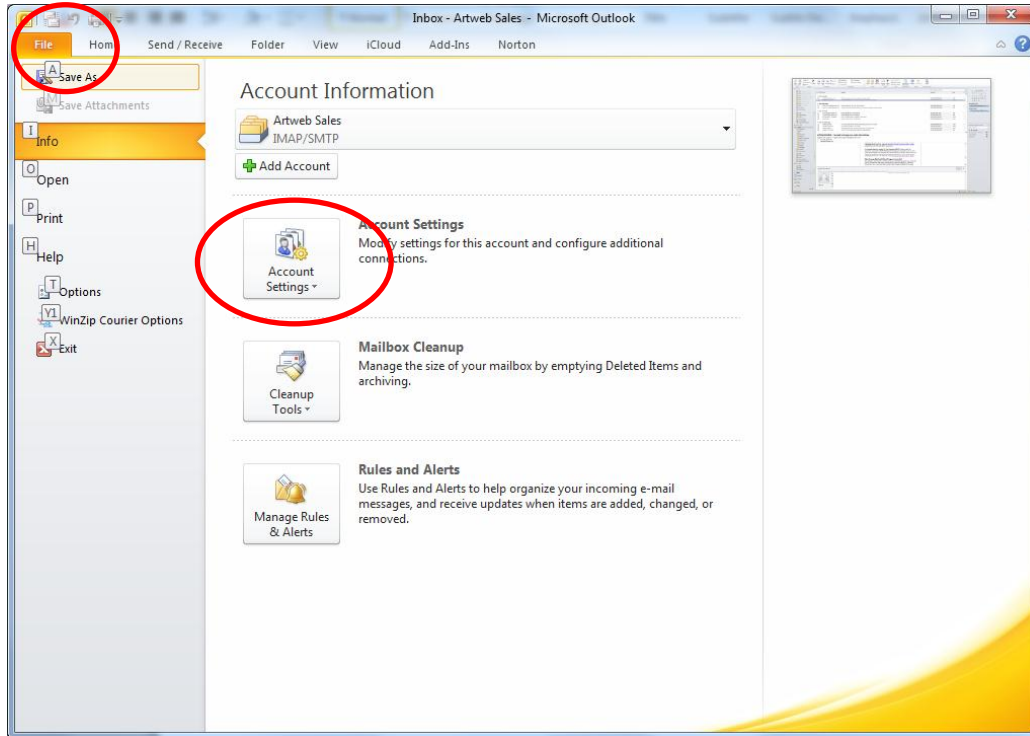 Inbox - Artweb Sales - Microsoft Outlook
File Home Send / Receive Folder View iCloud Add-Ins Norton
A
Save As
M
Save Attachments
I
Info
O
Open
P
Print
H
Help
T
Options
Y1
WinZip Courier Options
X
Exit
Account Information
Artweb Sales
IMAP/SMTP
Add Account
Account
Settings
Account Settings
Modify settings for this account and configure additional
connections.
Cleanup
Tools
Mailbox Cleanup
Manage the size of your mailbox by emptying Deleted Items and
archiving.
Manage Rules
& Alerts
Rules and Alerts
Use Rules and Alerts to help organize your incoming e-mail
messages, and receive updates when items are added, changed, or
removed.